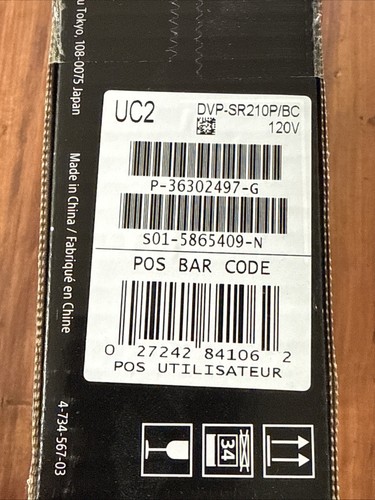 UC2
DVP-SR210P/BC
120V
P-36302497-G
S01-5865409-N
POS BAR CODE
0 27242 84106 2
POS UTILISATEUR
Tokyo, 108-0075 Japan
Made in China / Fabriqué en Chine
4-734-567-03
34